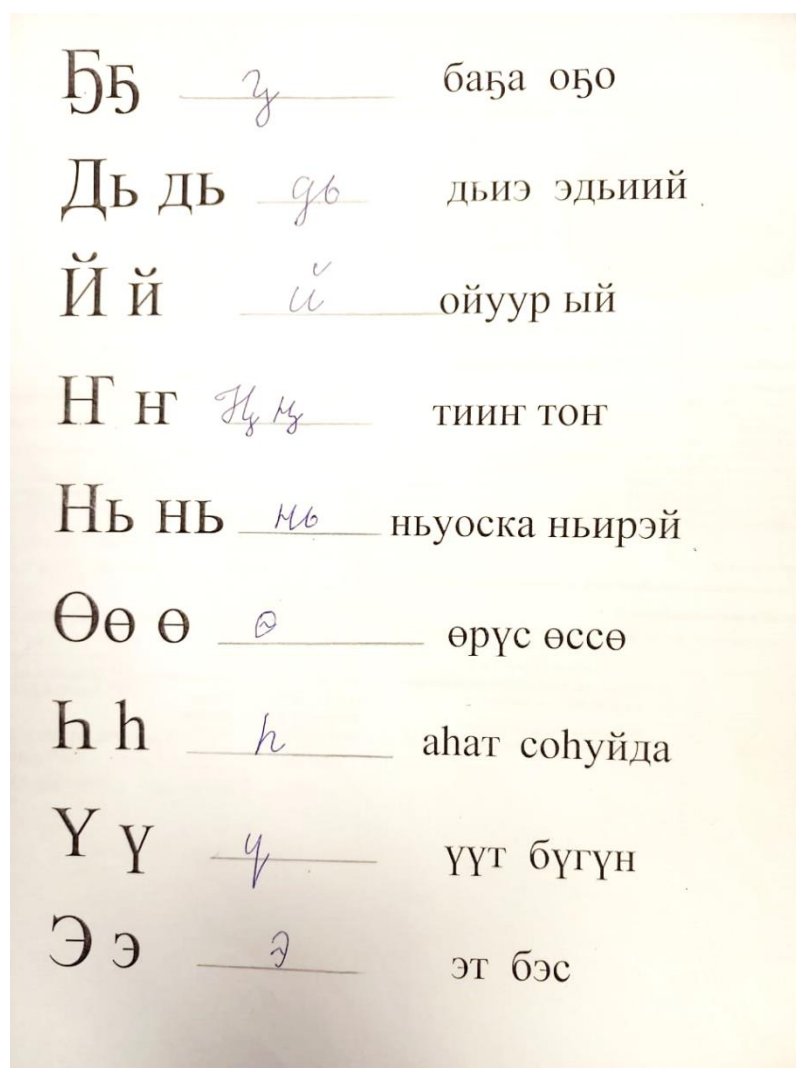 Ҕҕ ҕ баҕа оҕо
Дь дь дь дьиэ эдьиий
Й й й ойуур ый
Ҥ ҥ Ҥ ҥ тииҥ тоҥ
Нь нь нь ньуоска ньирэй
Өө ө ө өрүс өссө
Һ һ һ аһат соһуйда
Ү ү ү үүт бүгүн
Э э э эт бэс